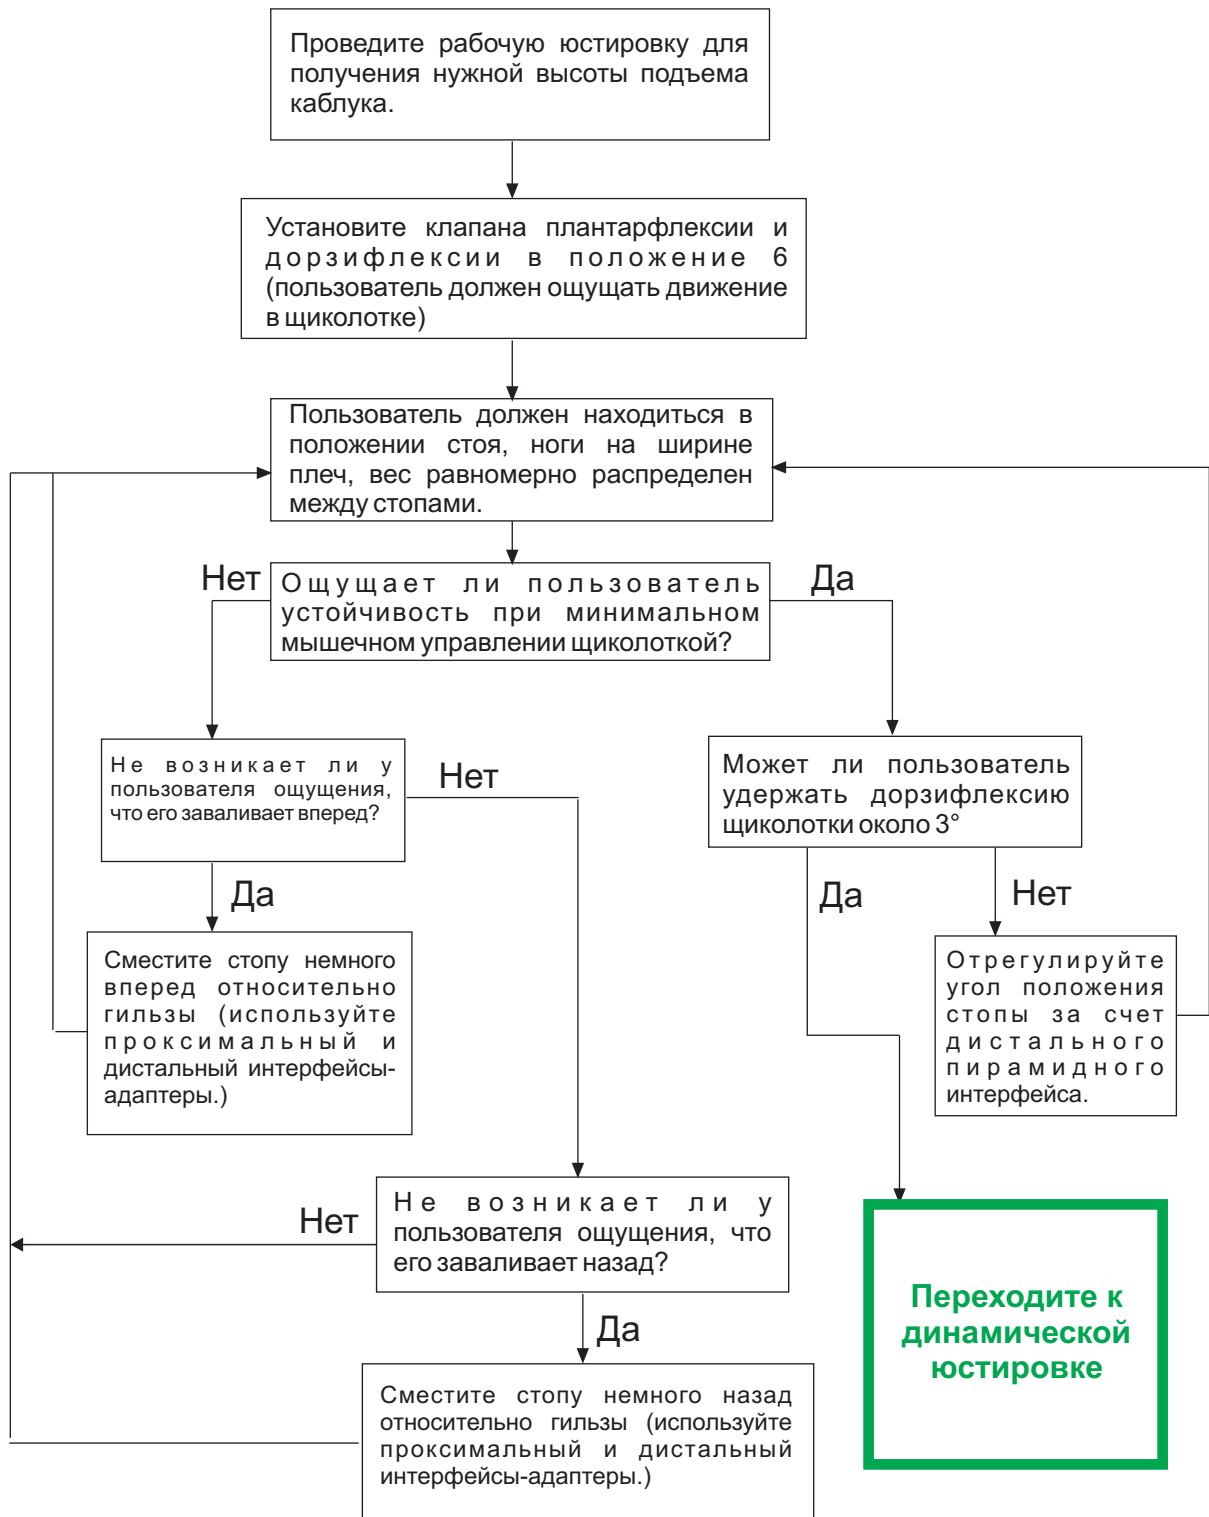 Проведите рабочую юстировку для
получения нужной высоты подъема
каблука.
Установите клапана плантарфлексии и
дорзифлексии в положение 6
(пользователь должен ощущать движение
в щиколотке)
Пользователь должен находиться в
положении стоя, ноги на ширине
плеч, вес равномерно распределен
между стопами.
Нет
Ощущает ли пользователь
устойчивость при минимальном
мышечном управлении щиколоткой?
Да
Не возникает ли у
пользователя ощущения,
что его заваливает вперед?
Нет
Может ли пользователь
удержать дорзифлексию
щиколотки около 3°
Да
Да
Нет
Сместите стопу немного
вперед относительно
гильзы (используйте
проксимальный и
дистальный интерфейсы-
адаптеры.)
Отрегулируйте
угол положения
стопы за счет
дистального
пирамидного
интерфейса.
Нет
Не возникает ли у
пользователя ощущения, что
его заваливает назад?
Да
Переходите к
динамической
юстировке
Сместите стопу немного назад
относительно гильзы (используйте
проксимальный и дистальный
интерфейсы-адаптеры.)